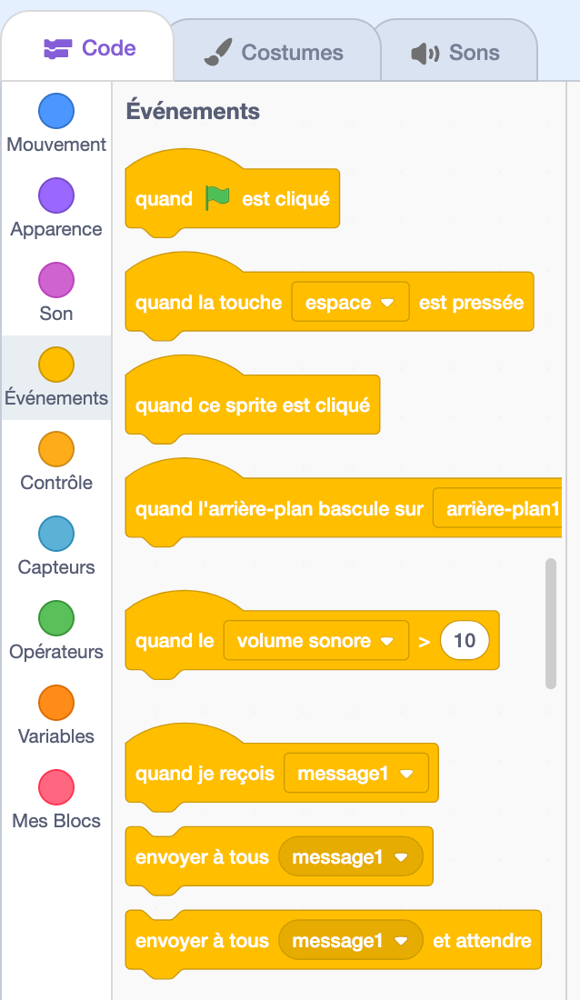 Code
Costumes
Sons
Mouvement
Apparence
Son
Événements
Contrôle
Capteurs
Opérateurs
Variables
Mes Blocs
Événements
quand est cliqué
quand la touche espace est pressée
quand ce sprite est cliqué
quand l'arrière-plan bascule sur arrière-plan1
quand le volume sonore > 10
quand je reçois message1
envoyer à tous message1
envoyer à tous message1 et attendre